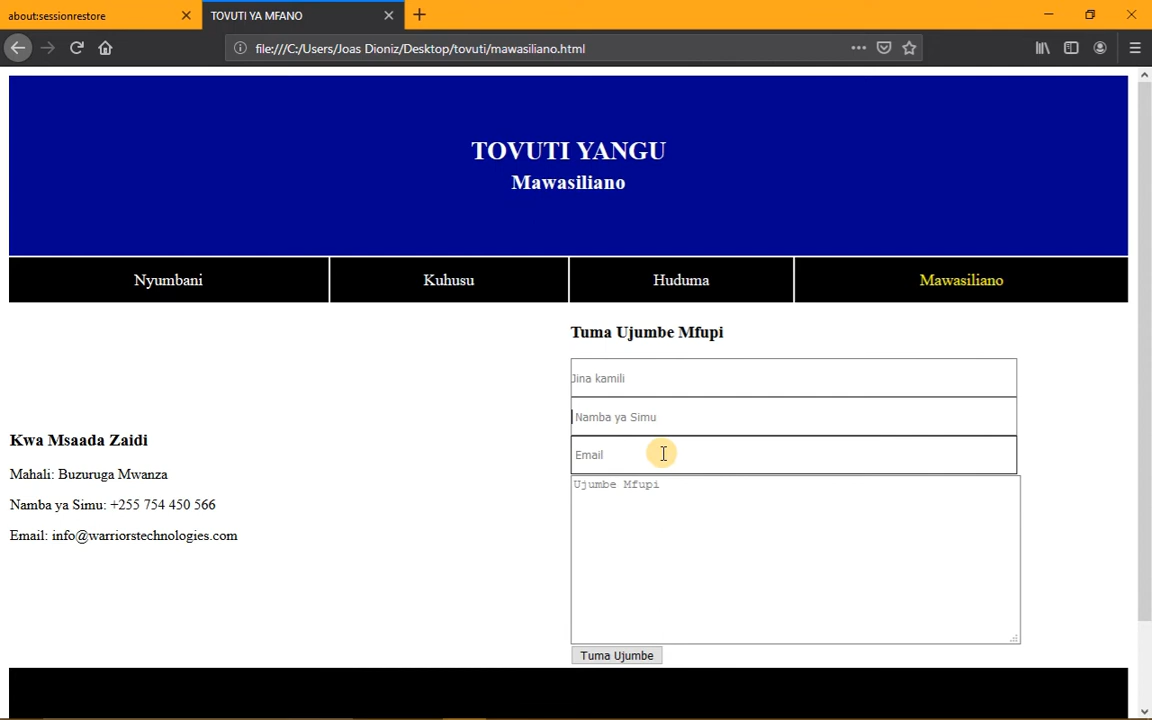 about:sessionrestore
TOVUTI YA MFANO
file:///C:/Users/Joas Dioniz/Desktop/tovuti/mawasiliano.html
TOVUTI YANGU
Mawasiliano
Nyumbani
Kuhusu
Huduma
Mawasiliano
Tuma Ujumbe Mfupi
Jina kamili
Namba ya Simu
Email
Ujumbe Mfupi
Tuma Ujumbe
Kwa Msaada Zaidi
Mahali: Buzuruga Mwanza
Namba ya Simu: +255 754 450 566
Email: info@warriorstechnologies.com